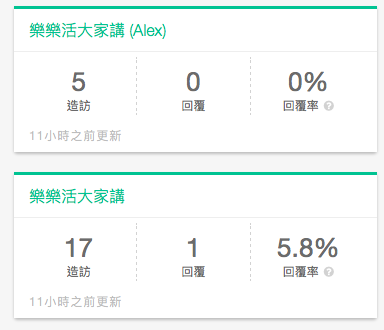 樂樂活大家講 (Alex)
5 0 0%
造訪 回覆 回覆率 ?
11小時之前更新
樂樂活大家講
17 1 5.8%
造訪 回覆 回覆率 ?
11小時之前更新